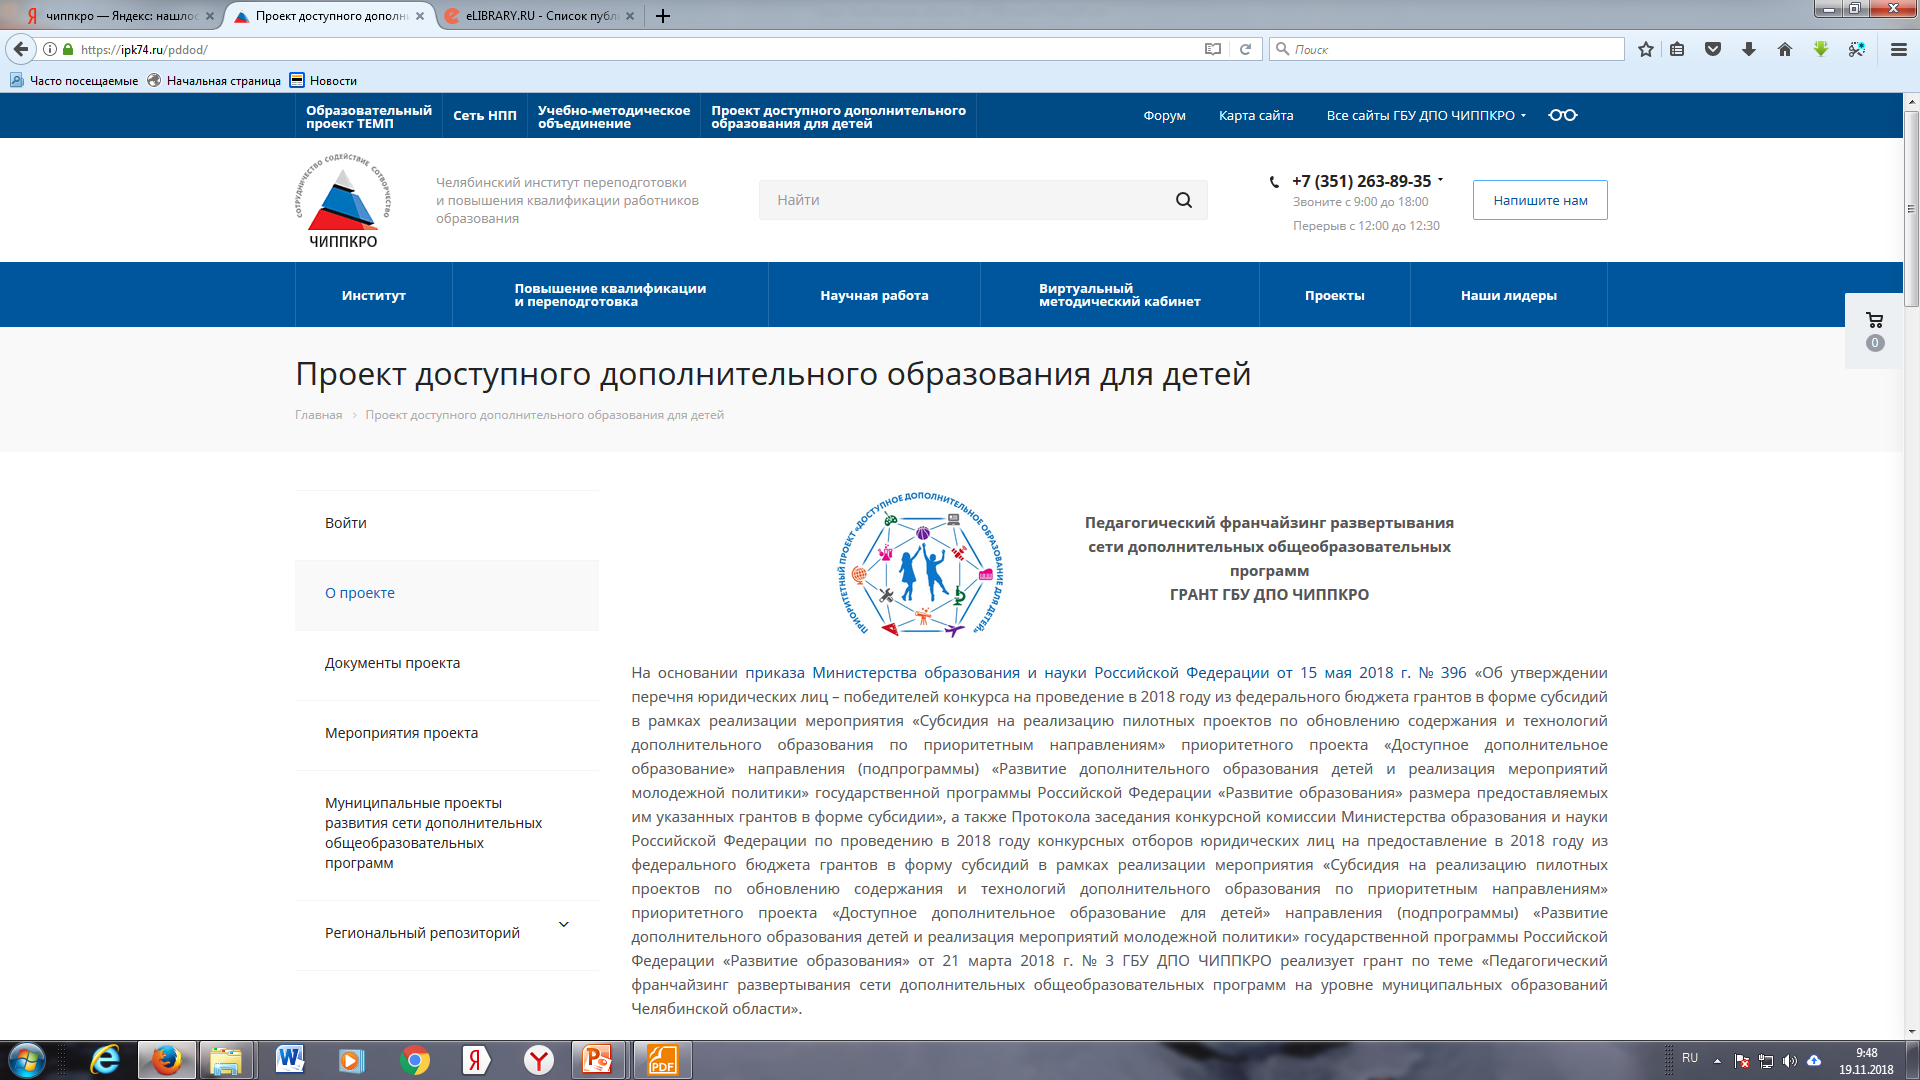 чиппкро — Яндекс: нашлос
Проект доступного дополни
eLIBRARY.RU - Список публи
https://ipk74.ru/pddod/
Поиск
Часто посещаемые
Начальная страница
Новости
Образовательный
проект ТЕМП
Сеть НПП
Учебно-методическое
объединение
Проект доступного дополнительного
образования для детей
Форум
Карта сайта
Все сайты ГБУ ДПО ЧИППКРО
СОТРУДНИЧЕСТВО СОДЕЙСТВИЕ СОТВОРЧЕСТВО
ЧИППКРО
Челябинский институт переподготовки
и повышения квалификации работников
образования
Найти
+7 (351) 263-89-35
Звоните с 9:00 до 18:00
Перерыв с 12:00 до 12:30
Напишите нам
Институт
Повышение квалификации
и переподготовка
Научная работа
Виртуальный
методический кабинет
Проекты
Наши лидеры
0
Проект доступного дополнительного образования для детей
Главная
Проект доступного дополнительного образования для детей
Войти
О проекте
Документы проекта
Мероприятия проекта
Муниципальные проекты
развития сети дополнительных
общеобразовательных
программ
Региональный репозиторий
ПРИОРИТЕТНЫЙ ПРОЕКТ «ДОСТУПНОЕ ДОПОЛНИТЕЛЬНОЕ ОБРАЗОВАНИЕ ДЛЯ ДЕТЕЙ»
Педагогический франчайзинг развертывания
сети дополнительных общеобразовательных
программ
ГРАНТ ГБУ ДПО ЧИППКРО
На основании приказа Министерства образования и науки Российской Федерации от 15 мая 2018 г. № 396 «Об утверждении
перечня юридических лиц – победителей конкурса на проведение в 2018 году из федерального бюджета грантов в форме субсидий
в рамках реализации мероприятия «Субсидия на реализацию пилотных проектов по обновлению содержания и технологий
дополнительного образования по приоритетным направлениям» приоритетного проекта «Доступное дополнительное
образование» направления (подпрограммы) «Развитие дополнительного образования детей и реализация мероприятий
молодежной политики» государственной программы Российской Федерации «Развитие образования» размера предоставляемых
им указанных грантов в форме субсидии», а также Протокола заседания конкурсной комиссии Министерства образования и науки
Российской Федерации по проведению в 2018 году конкурсных отборов юридических лиц на предоставление в 2018 году из
федерального бюджета грантов в форму субсидий в рамках реализации мероприятия «Субсидия на реализацию пилотных
проектов по обновлению содержания и технологий дополнительного образования по приоритетным направлениям»
приоритетного проекта «Доступное дополнительное образование для детей» направления (подпрограммы) «Развитие
дополнительного образования детей и реализация мероприятий молодежной политики» государственной программы Российской
Федерации «Развитие образования» от 21 марта 2018 г. № 3 ГБУ ДПО ЧИППКРО реализует грант по теме «Педагогический
франчайзинг развертывания сети дополнительных общеобразовательных программ на уровне муниципальных образований
Челябинской области».
PDF
RU
9:48
19.11.2018